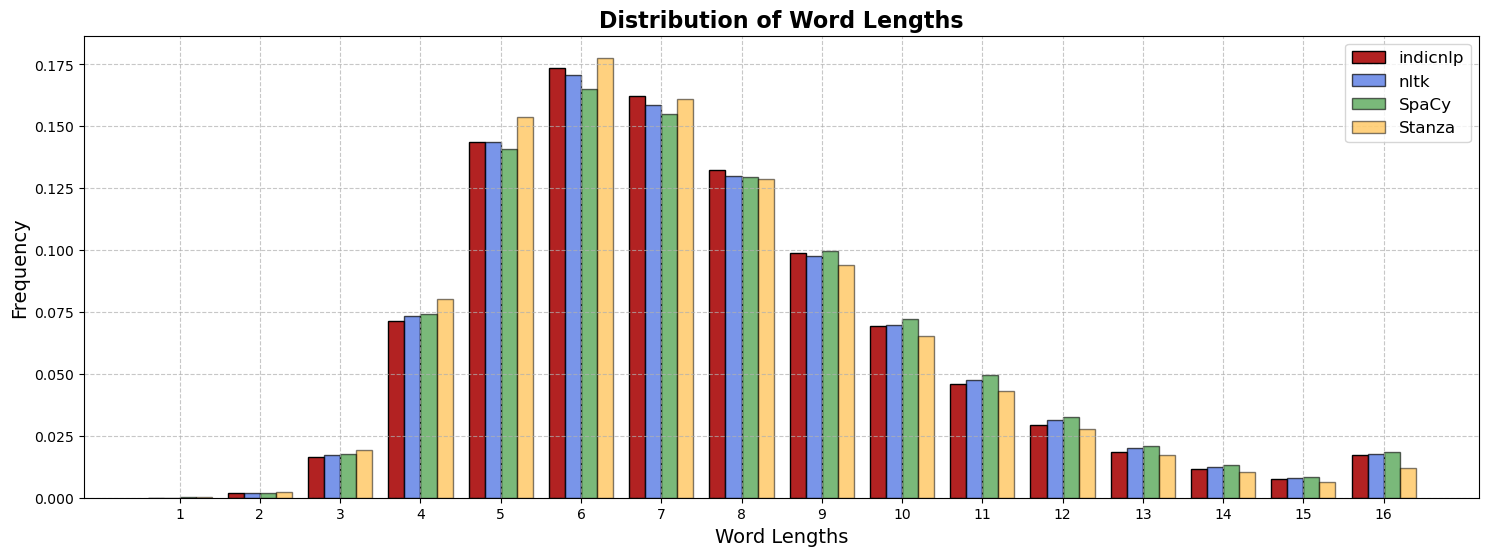 Distribution of Word Lengths
0.175
0.150
0.125
0.100
0.075
0.050
0.025
0.000
Frequency
indicnlp
nltk
SpaCy
Stanza
1 2 3 4 5 6 7 8 9 10 11 12 13 14 15 16
Word Lengths